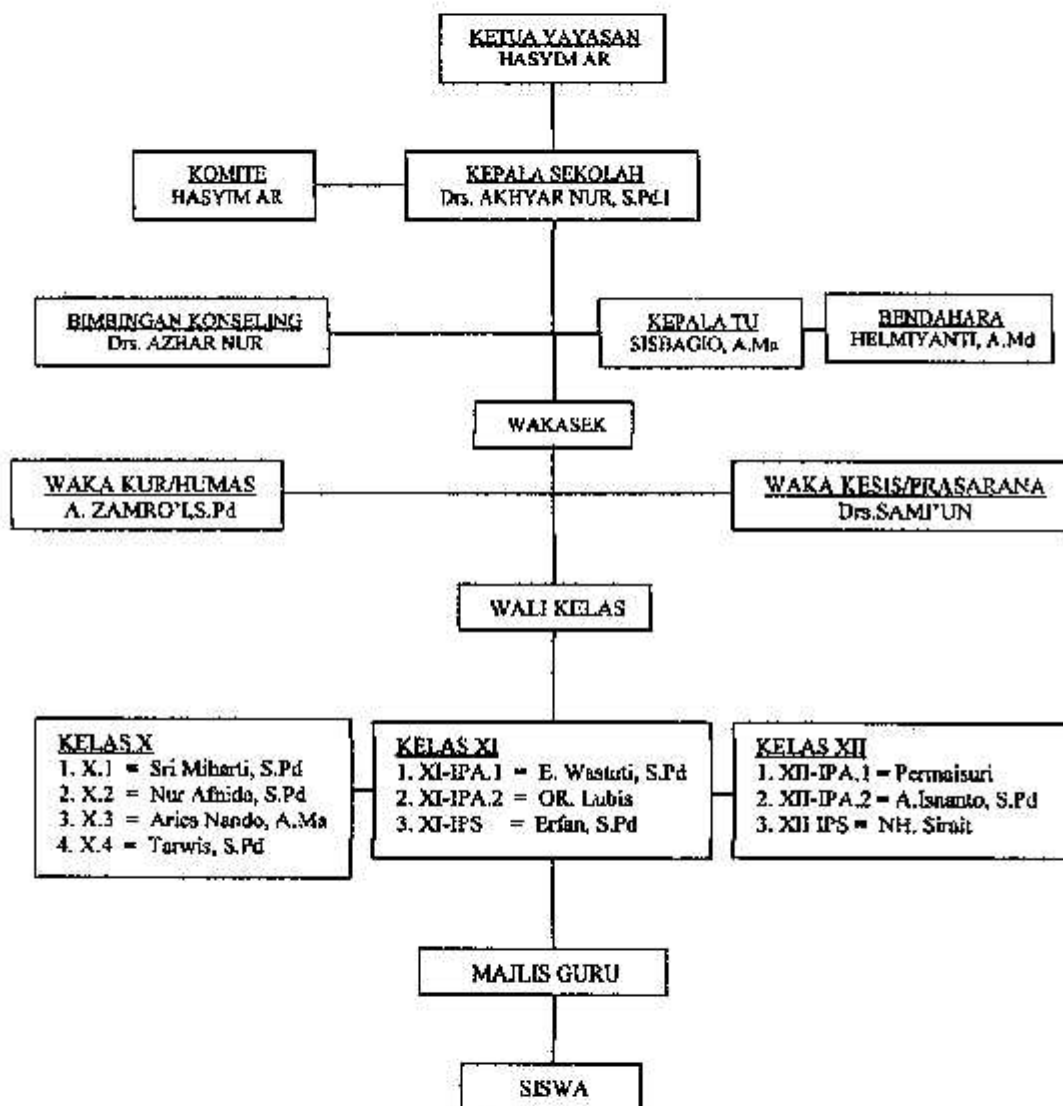 KETUA YAYASAN
HASYIM AR
KOMITE
HASYIM AR
KEPALA SEKOLAH
Drs. AKHYAR NUR, S.Pd.I
BIMBINGAN KONSELING
Drs. AZHAR NUR
KEPALA TU
SISBAGIO, A.Ma
BENDAHARA
HELMIYANTI, A.Md
WAKASEK
WAKA KUR/HUMAS
A. ZAMRO'I,S.Pd
WAKA KESIS/PRASARANA
Drs.SAMI'UN
WALI KELAS
KELAS X
1. X.1 = Sri Miharti, S.Pd
2. X.2 = Nur Afnida, S.Pd
3. X.3 = Aries Nando, A.Ma
4. X.4 = Tarwis, S.Pd
KELAS XI
1. XI-IPA.1 = E. Wastuti, S.Pd
2. XI-IPA.2 = OR. Lubis
3. XI-IPS = Erfan, S.Pd
KELAS XII
1. XII-IPA.1 = Permaisuri
2. XII-IPA.2 = A.Isnanto, S.Pd
3. XII IPS = NH. Sirait
MAJLIS GURU
SISWA